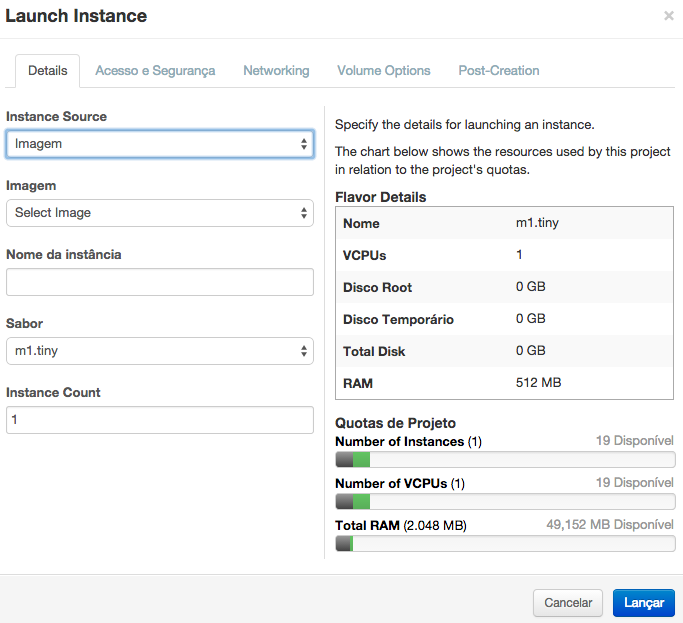 Launch Instance
×
Details Acesso e Segurança Networking Volume Options Post-Creation
Instance Source
Imagem
Imagem
Select Image
Nome da instância
Sabor
m1.tiny
Instance Count
1
Specify the details for launching an instance.
The chart below shows the resources used by this project
in relation to the project's quotas.
Flavor Details
Nome m1.tiny
VCPUs 1
Disco Root 0 GB
Disco Temporário 0 GB
Total Disk 0 GB
RAM 512 MB
Quotas de Projeto
Number of Instances (1) 19 Disponível
Number of VCPUs (1) 19 Disponível
Total RAM (2.048 MB) 49,152 MB Disponível
Cancelar Lançar